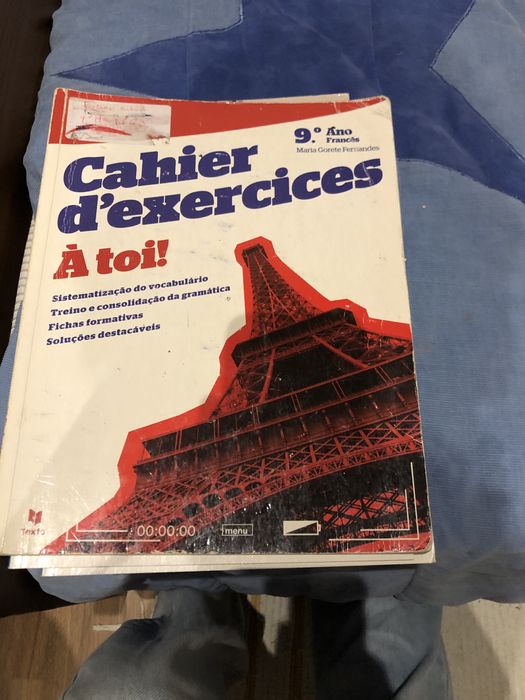 9.º Ano
Francês
Maria Gorete Fernandes
Cahier
d'exercices
À toi!
Sistematização do vocabulário
Treino e consolidação da gramática
Fichas formativas
Soluções destacáveis
Texto
00:00:00
menu